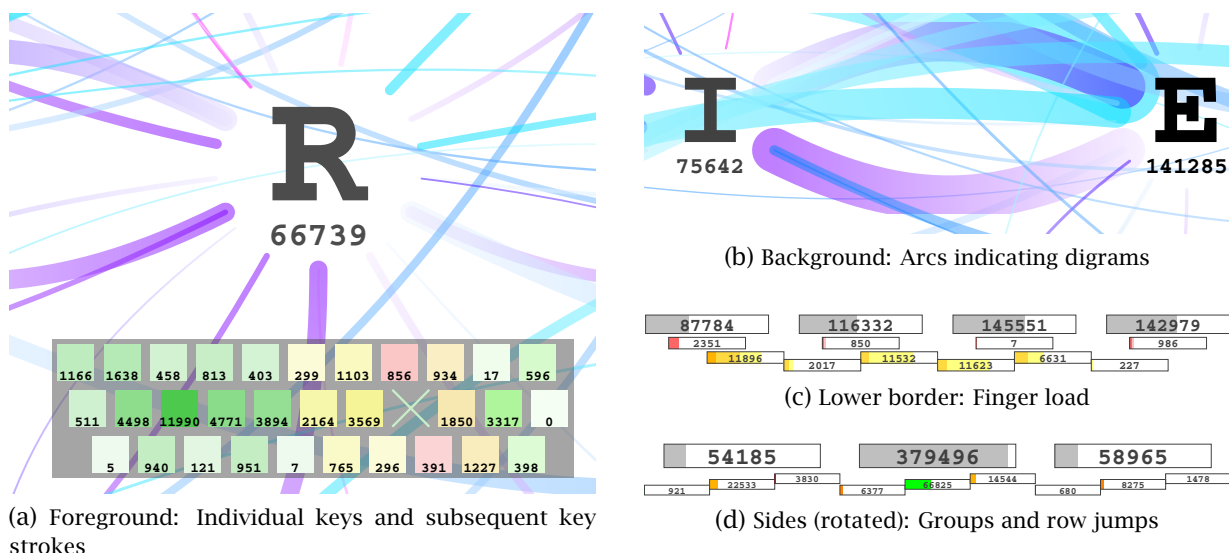 R
66739
1166 1638 458 813 403 299 1103 856 934 17 596
511 4498 11990 4771 3894 2164 3569 1850 3317 0
5 940 121 951 7 765 296 391 1227 398
(a) Foreground: Individual keys and subsequent key
strokes
I E
75642 141285
(b) Background: Arcs indicating digrams
87784 116332 145551 142979
2351 850 7 986
11896 2017 11532 11623 6631 227
(c) Lower border: Finger load
54185 379496 58965
921 22533 3830 6377 66825 14544 680 8275 1478
(d) Sides (rotated): Groups and row jumps